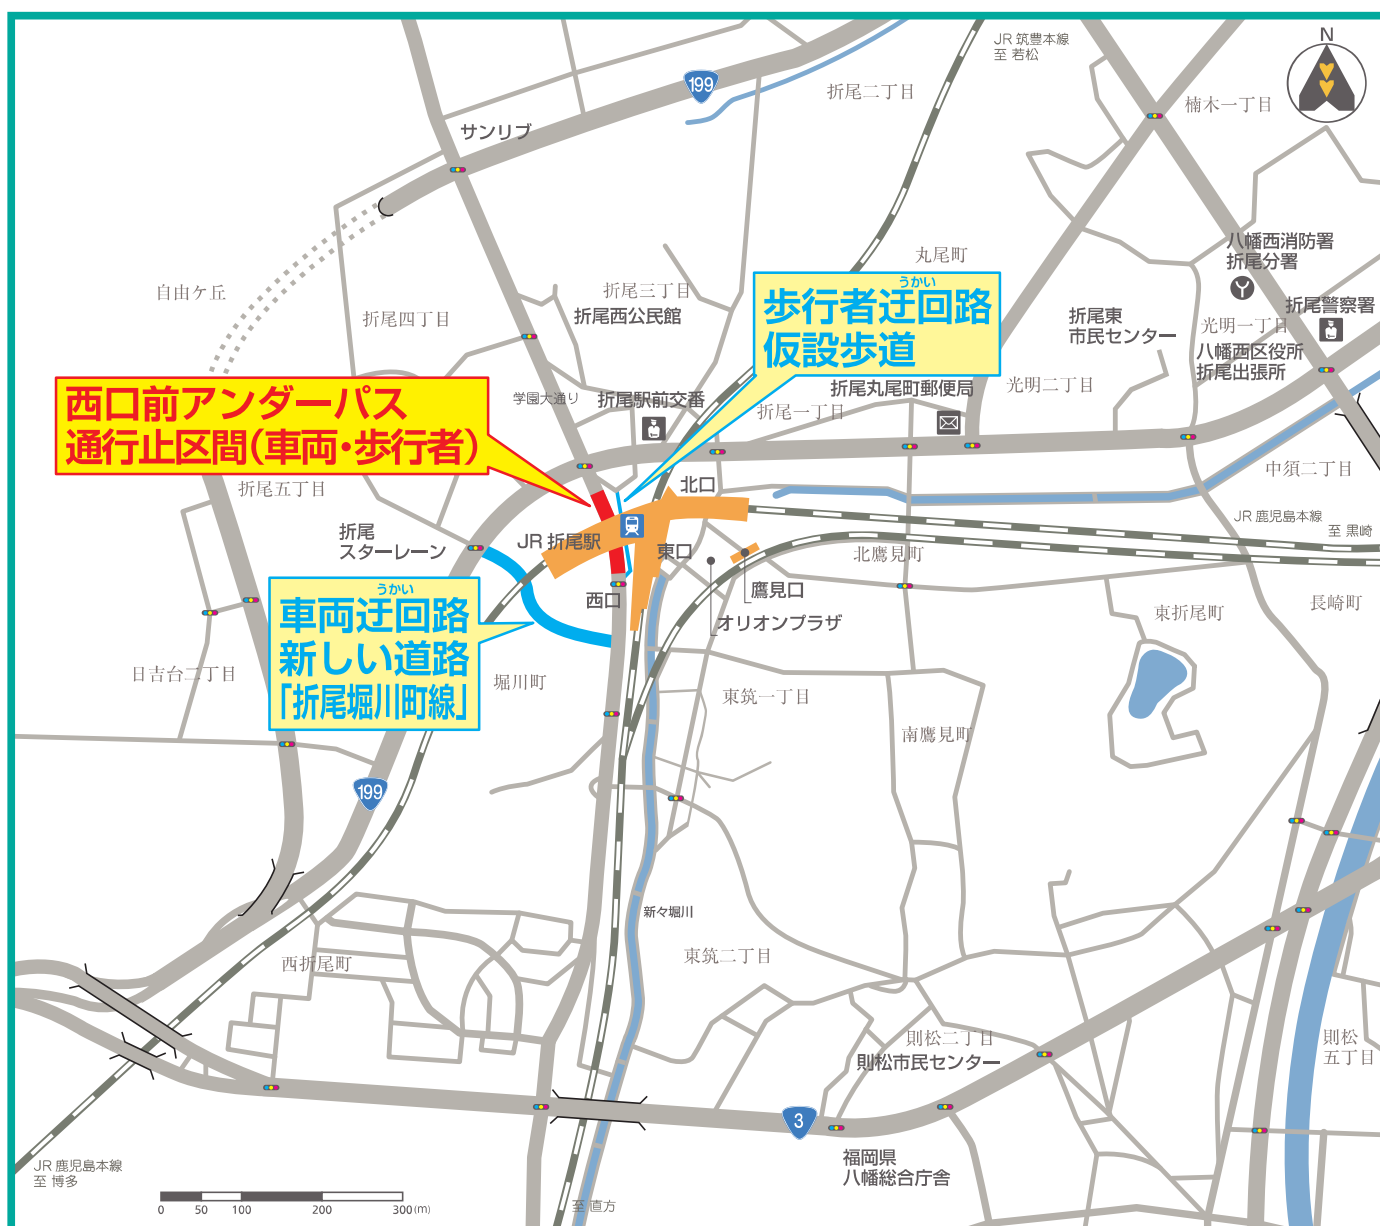 JR 筑豊本線
至 若松
N
199
折尾二丁目
楠木一丁目
サンリブ
八幡西消防署
折尾分署
丸尾町
自由ケ丘
折尾三丁目
折尾四丁目
折尾西公民館
うかい
歩行者迂回路
仮設歩道
折尾東
市民センター
折尾警察署
光明一丁目
八幡西区役所
折尾出張所
西口前アンダーパス
通行止区間(車両・歩行者)
学園大通り
折尾駅前交番
折尾丸尾町郵便局
光明二丁目
折尾一丁目
中須二丁目
折尾五丁目
北口
JR 鹿児島本線
至 黒崎
折尾
スターレーン
JR 折尾駅
東口
北鷹見町
鷹見口
西口
オリオンプラザ
東折尾町
長崎町
うかい
車両迂回路
新しい道路
「折尾堀川町線」
日吉台二丁目
堀川町
東筑一丁目
南鷹見町
199
新々堀川
東筑二丁目
西折尾町
則松二丁目
則松市民センター
則松
五丁目
3
福岡県
八幡総合庁舎
JR 鹿児島本線
至 博多
至 直方
0 50 100 200 300(m)